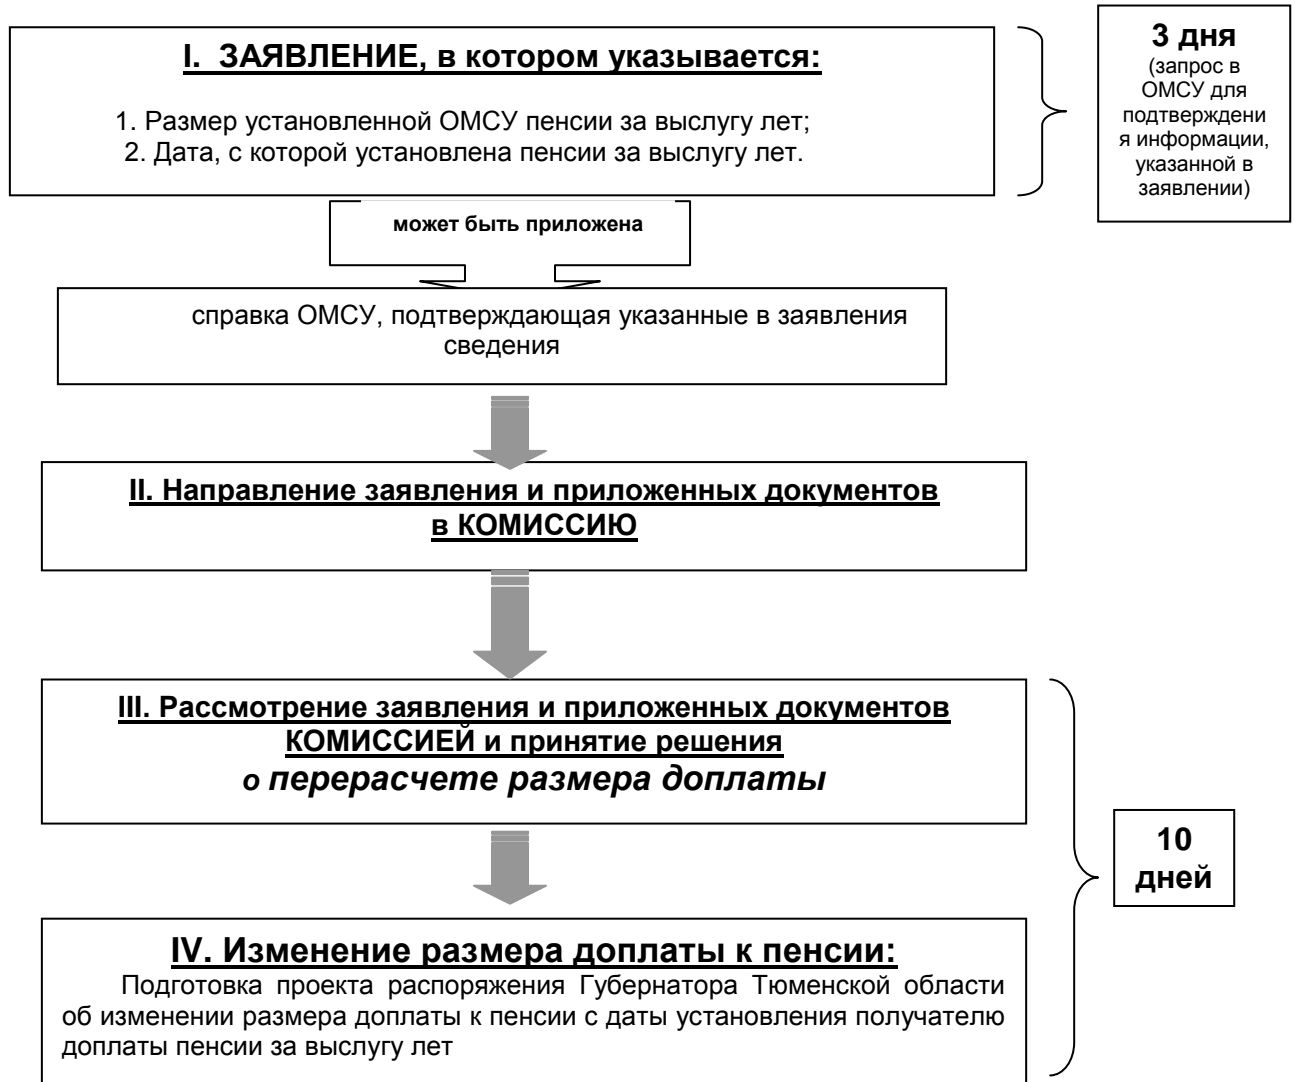 I. ЗАЯВЛЕНИЕ, в котором указывается:
1. Размер установленной ОМСУ пенсии за выслугу лет;
2. Дата, с которой установлена пенсии за выслугу лет.
3 дня
(запрос в
ОМСУ для
подтверждени
я информации,
указанной в
заявлении)
может быть приложена
справка ОМСУ, подтверждающая указанные в заявления
сведения
II. Направление заявления и приложенных документов
в КОМИССИЮ
III. Рассмотрение заявления и приложенных документов
КОМИССИЕЙ и принятие решения
о перерасчете размера доплаты
10
дней
IV. Изменение размера доплаты к пенсии:
Подготовка проекта распоряжения Губернатора Тюменской области
об изменении размера доплаты к пенсии с даты установления получателю
доплаты пенсии за выслугу лет